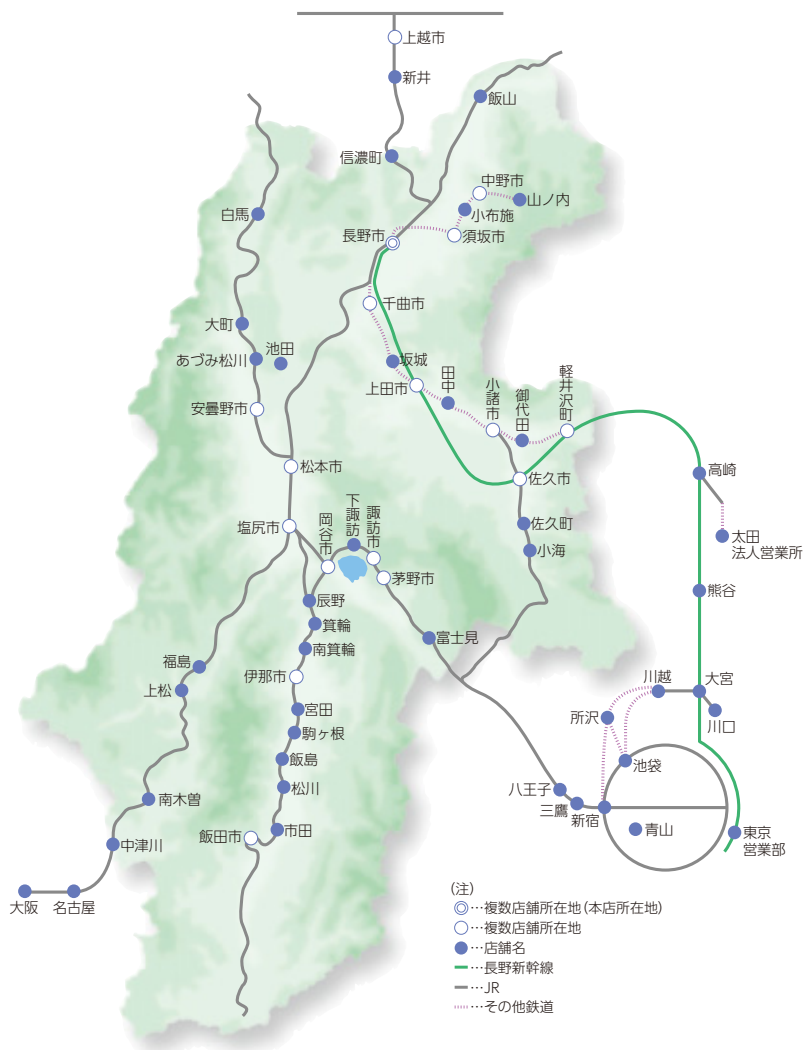 上越市
新井
飯山
信濃町
中野市
山ノ内
小布施
白馬
長野市
須坂市
千曲市
大町
池田
あづみ松川
坂城
田中
上田市
小諸市
御代田
軽井沢町
安曇野市
松本市
佐久市
高崎
塩尻市
岡谷市
下諏訪
諏訪市
佐久町
小海
太田
法人営業所
茅野市
辰野
箕輪
熊谷
南箕輪
富士見
福島
伊那市
上松
川越
大宮
宮田
所沢
川口
駒ヶ根
飯島
池袋
松川
八王子
南木曽
三鷹
新宿
市田
青山
飯田市
中津川
東京
営業部
大阪
名古屋
(注)
◎…複数店舗所在地(本店所在地)
○…複数店舗所在地
●…店舗名
…長野新幹線
…JR
…その他鉄道